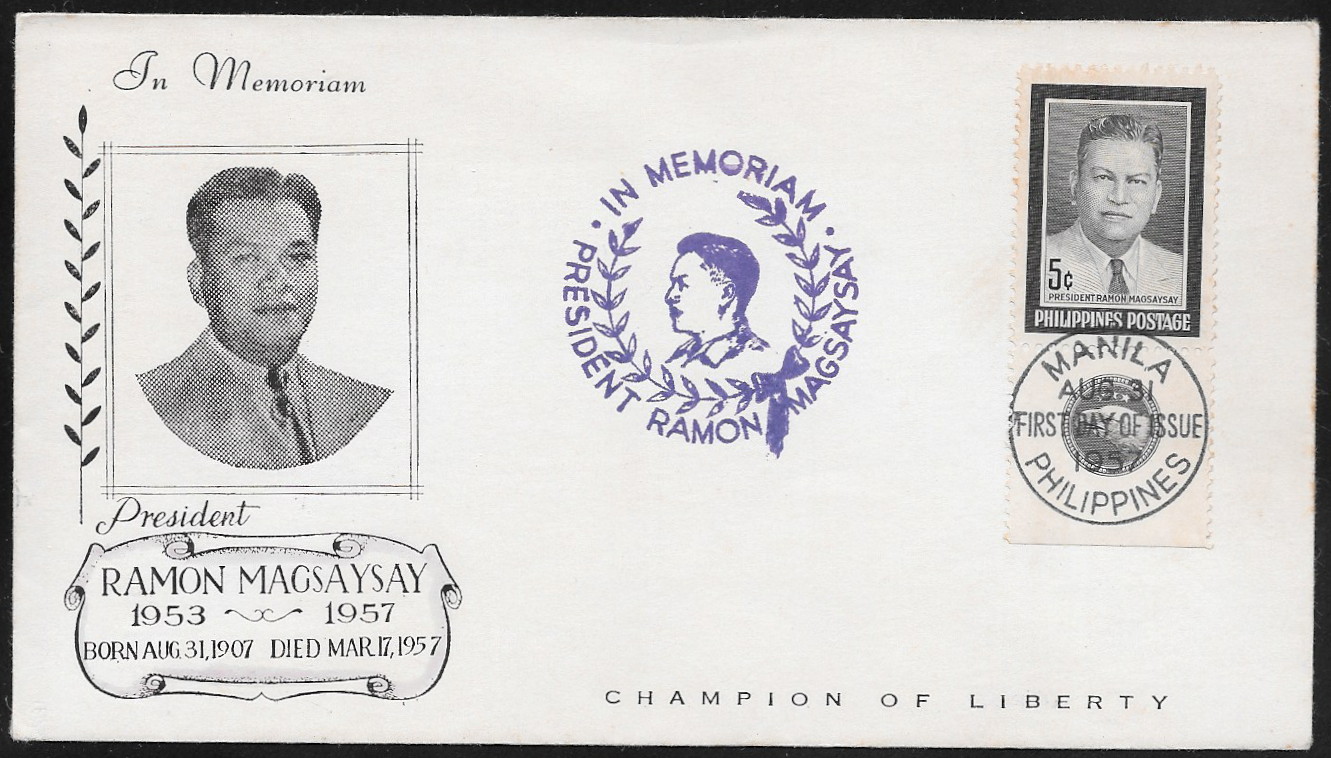 In Memoriam
President
RAMON MAGSAYSAY
1953 1957
BORN AUG. 31, 1907 DIED MAR. 17, 1957
• IN MEMORIAM •
PRESIDENT RAMON MAGSAYSAY
5¢
PRESIDENT RAMON MAGSAYSAY
PHILIPPINES POSTAGE
MANILA
AUG. 31
FIRST DAY OF ISSUE
1957
PHILIPPINES
CHAMPION OF LIBERTY